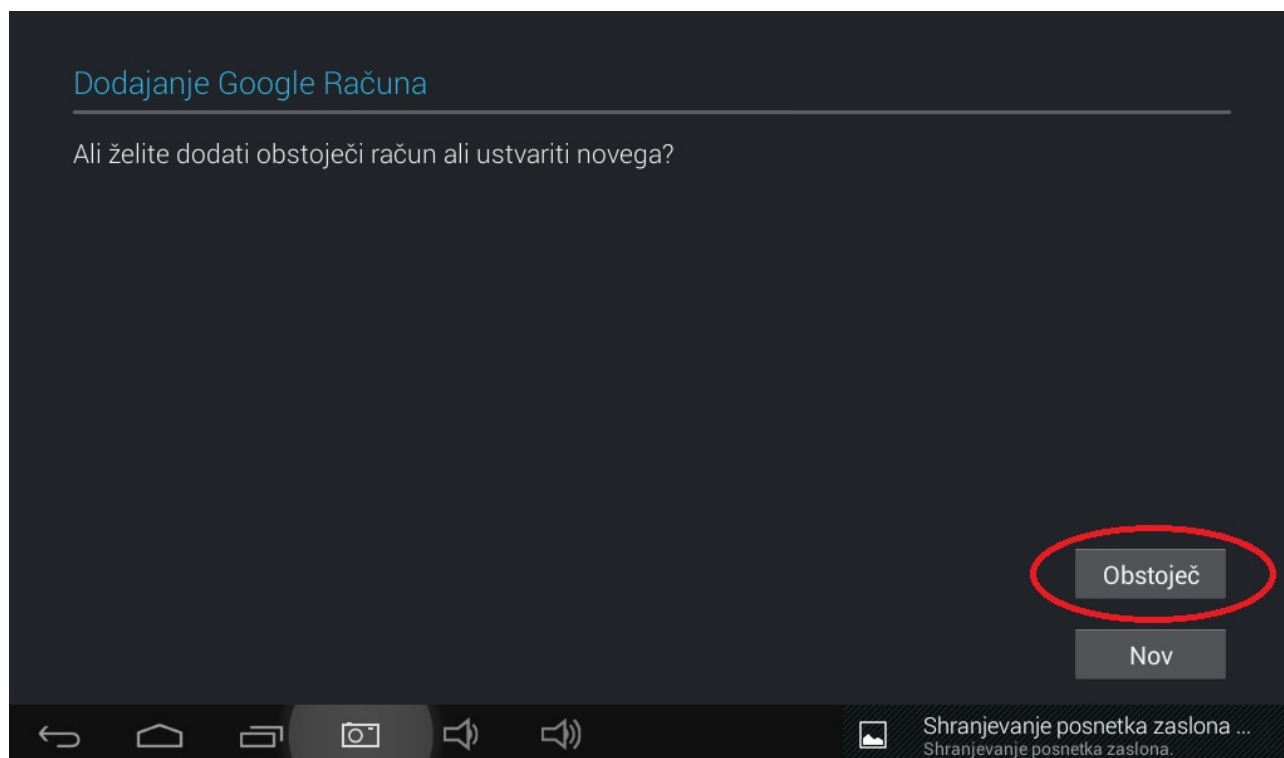 Dodajanje Google Računa
Ali želite dodati obstoječi račun ali ustvariti novega?
Obstoječ
Nov
Shranjevanje posnetka zaslona ...
Shranjevanje posnetka zaslona.